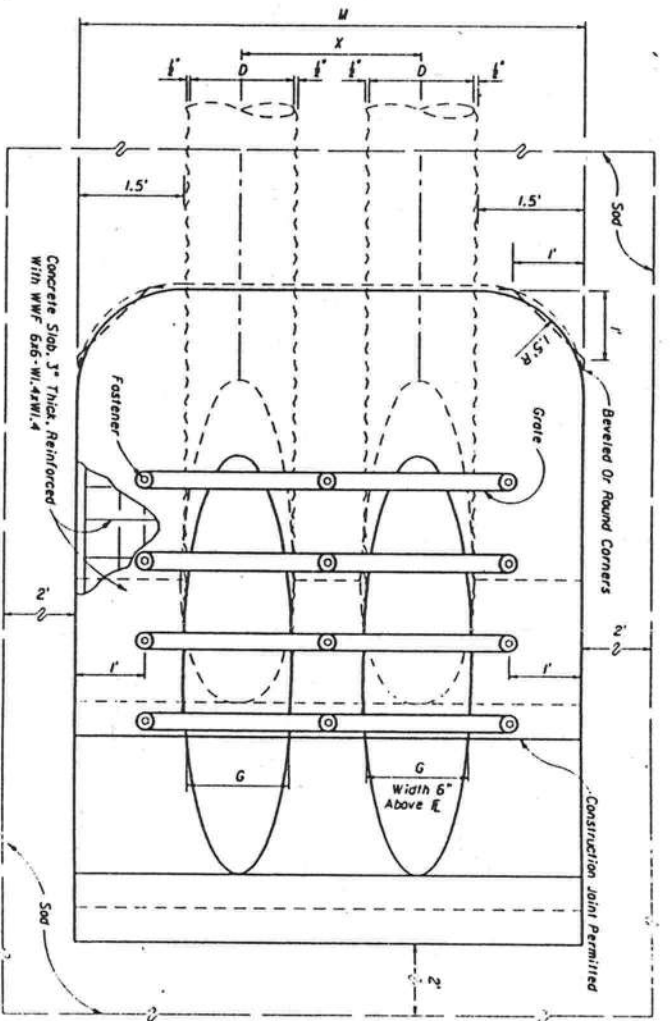 M
X
½"
D
½"
½"
D
½"
1.5'
1.5'
Sod
1'
1'
1.5' R
Beveled Or Round Corners
Grate
Fastener
Concrete Slab, 3" Thick, Reinforced
With WWF 6x6-W1.4xW1.4
2'
2'
1'
1'
G
G
Width 6"
Above
Construction Joint Permitted
Sod
2'